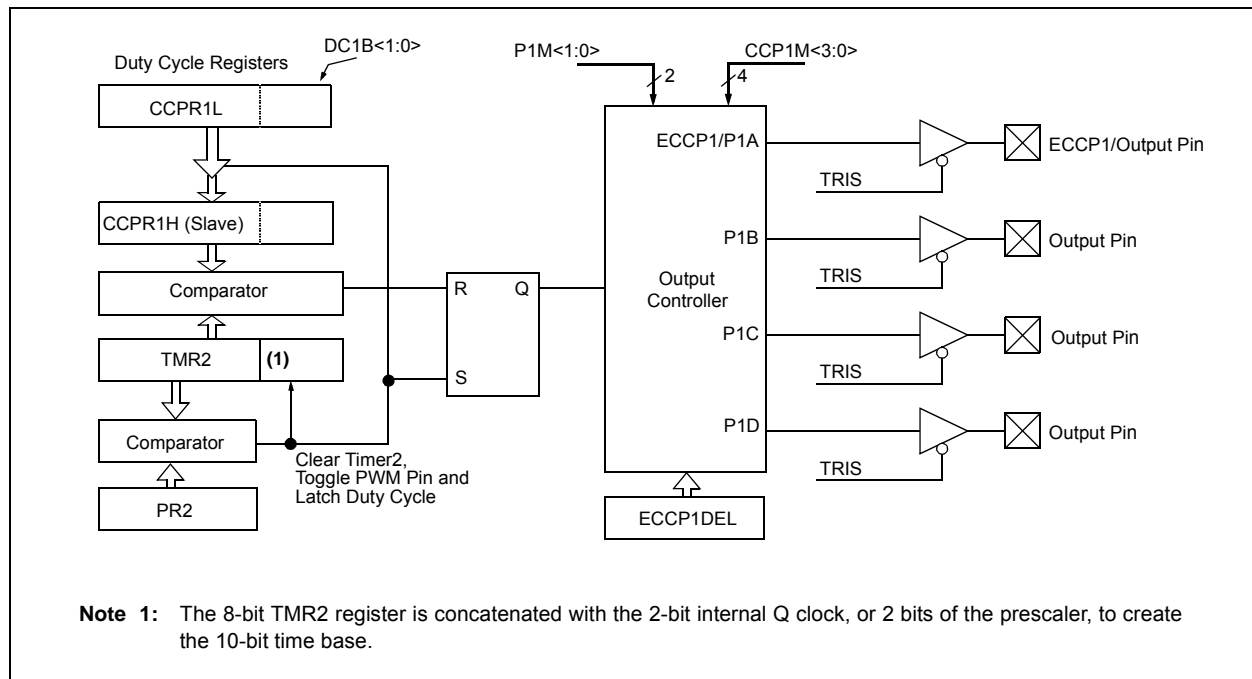 DC1B<1:0>
Duty Cycle Registers
CCPR1L
CCPR1H (Slave)
Comparator
TMR2
(1)
Comparator
PR2
Clear Timer2,
Toggle PWM Pin and
Latch Duty Cycle
R
Q
S
P1M<1:0>
2
CCP1M<3:0>
4
Output
Controller
ECCP1/P1A
P1B
P1C
P1D
ECCP1DEL
TRIS
ECCP1/Output Pin
TRIS
Output Pin
TRIS
Output Pin
TRIS
Output Pin
Note 1: The 8-bit TMR2 register is concatenated with the 2-bit internal Q clock, or 2 bits of the prescaler, to create
the 10-bit time base.